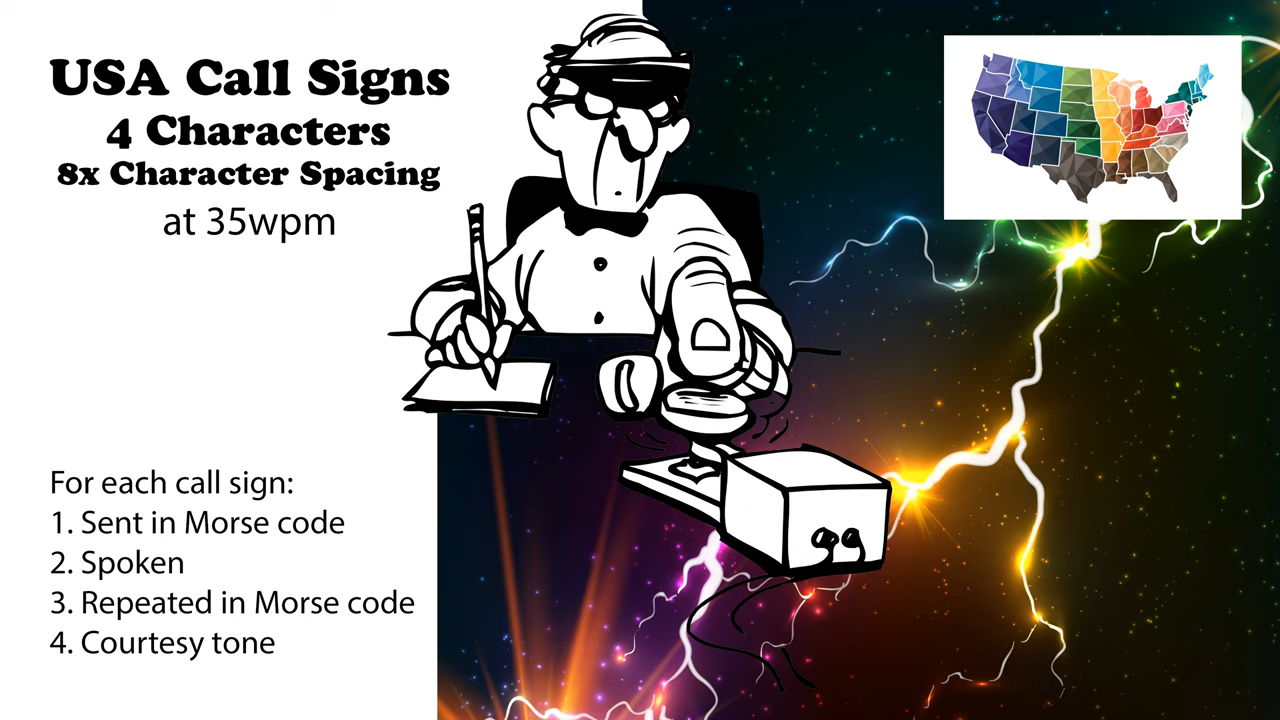 USA Call Signs
4 Characters
8x Character Spacing
at 35wpm
For each call sign:
1. Sent in Morse code
2. Spoken
3. Repeated in Morse code
4. Courtesy tone